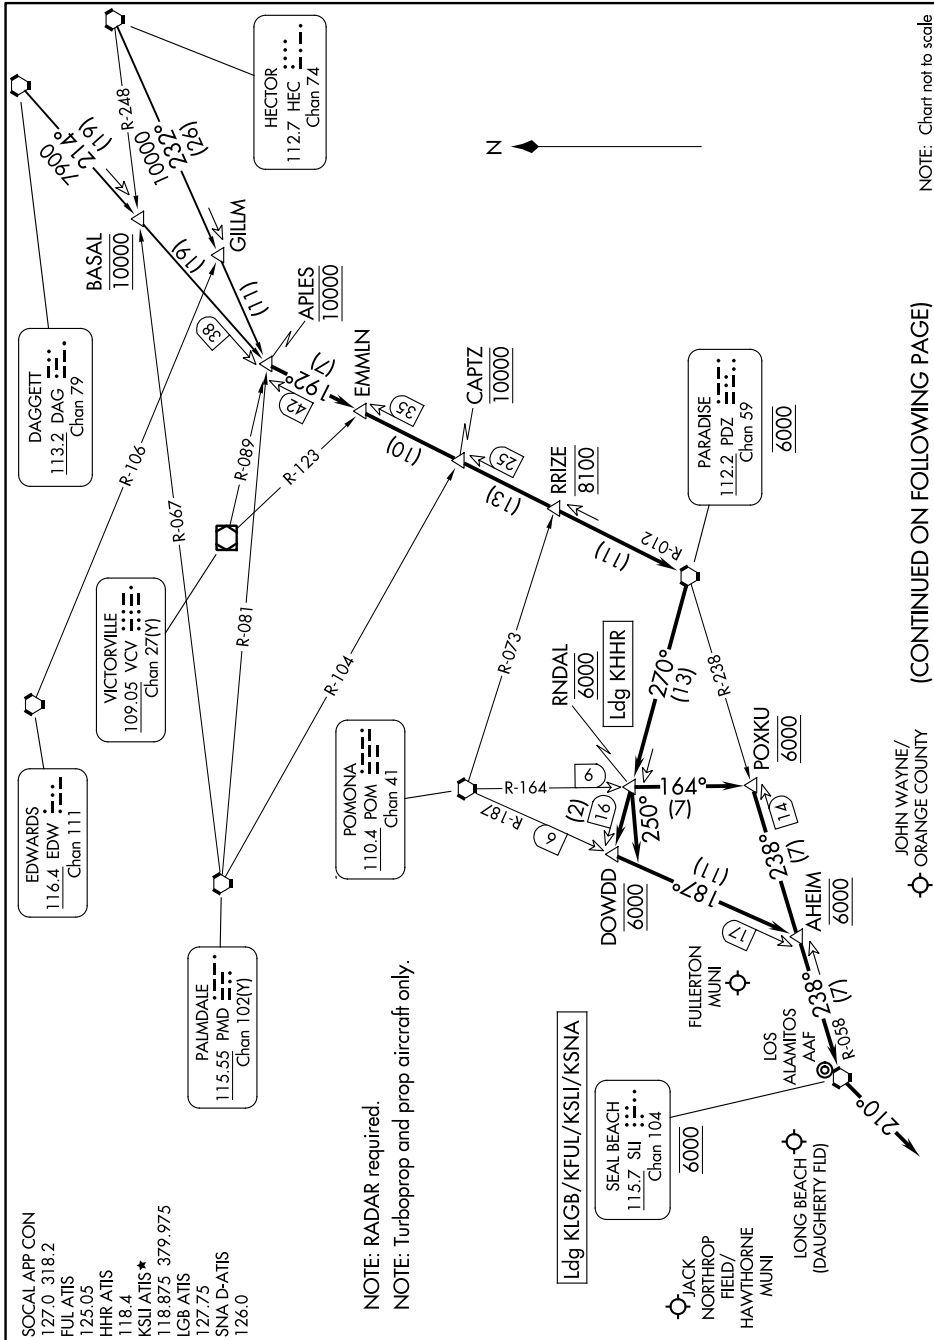 SOCAL APP CON
127.0 318.2
FUL ATIS
125.05
HHR ATIS
118.4
KSLI ATIS★
118.875 379.975
LGB ATIS
127.75
SNA D-ATIS
126.0
NOTE: RADAR required.
NOTE: Turboprop and prop aircraft only.
EDWARDS
116.4 EDW
Chan 111
DAGGETT
113.2 DAG
Chan 79
HECTOR
112.7 HEC
Chan 74
VICTORVILLE
109.05 VCV
Chan 27(Y)
PALMDALE
115.55 PMD
Chan 102(Y)
POMONA
110.4 POM
Chan 41
PARADISE
112.2 PDZ
Chan 59
6000
SEAL BEACH
115.7 SLI
Chan 104
6000
7900
214°
(19)
R-248
10000
232°
(26)
BASAL
10000
(19)
GILLM
(11)
38
APLES
10000
R-106
R-067
R-089
R-123
R-081
R-104
192°
(7)
42
EMMLN
35
(10)
CAPTZ
10000
25
(13)
RRIZE
8100
R-073
(11)
R-012
RNDAL
6000
Ldg KHHR
270°
(13)
R-238
R-164
R-187
9
9
16
(2)
250°
164°
(7)
DOWDD
6000
187°
(11)
17
POXKU
6000
14
238°
(7)
AHEIM
6000
238°
(7)
R-058
210°
Ldg KLGB/KFUL/KSLI/KSNA
FULLERTON
MUNI
LOS
ALAMITOS
AAF
LONG BEACH
(DAUGHERTY FLD)
JACK
NORTHROP
FIELD/
HAWTHORNE
MUNI
JOHN WAYNE/
ORANGE COUNTY
N
(CONTINUED ON FOLLOWING PAGE)
NOTE: Chart not to scale